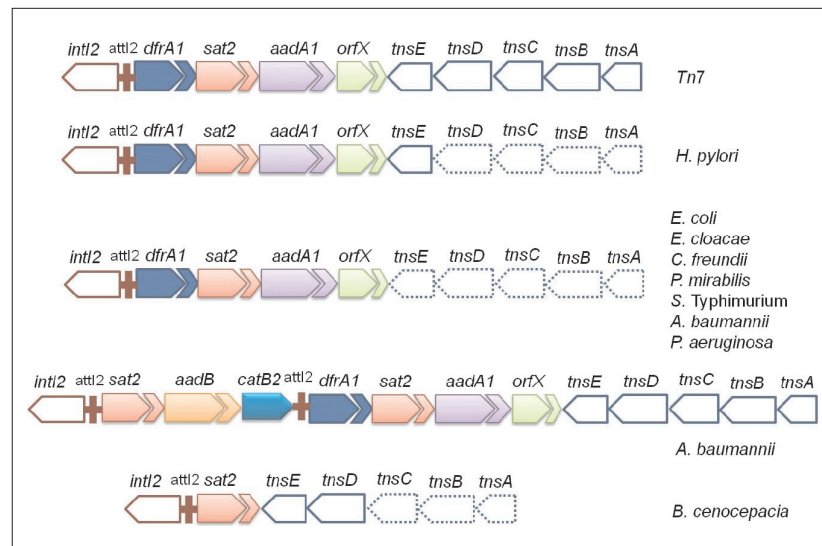 intI2 attI2 dfrA1 sat2 aadA1 orfX tnsE tnsD tnsC tnsB tnsA
Tn7
intI2 attI2 dfrA1 sat2 aadA1 orfX tnsE tnsD tnsC tnsB tnsA
H. pylori
E. coli
E. cloacae
C. freundii
intI2 attI2 dfrA1 sat2 aadA1 orfX tnsE tnsD tnsC tnsB tnsA
P. mirabilis
S. Typhimurium
A. baumannii
P. aeruginosa
intI2 attI2 sat2 aadB catB2 attI2 dfrA1 sat2 aadA1 orfX tnsE tnsD tnsC tnsB tnsA
A. baumannii
intI2 attI2 sat2 tnsE tnsD tnsC tnsB tnsA
B. cenocepacia